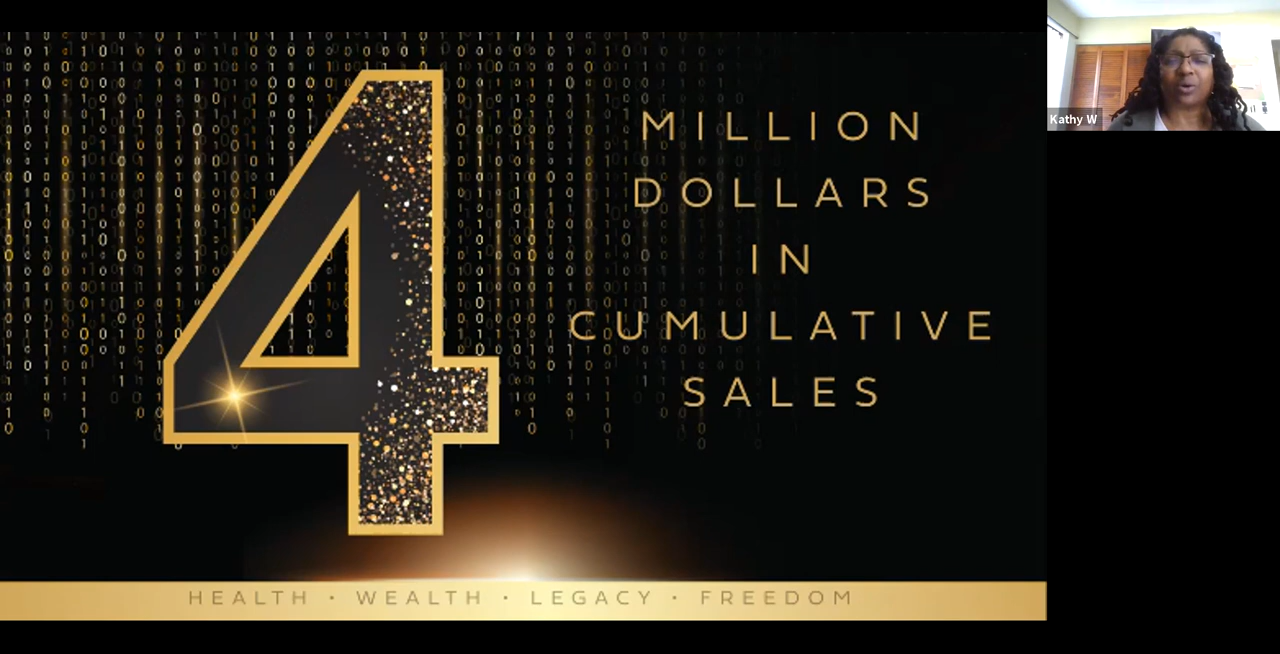 4
MILLION
DOLLARS
IN
CUMULATIVE
SALES
HEALTH • WEALTH • LEGACY • FREEDOM
Kathy W